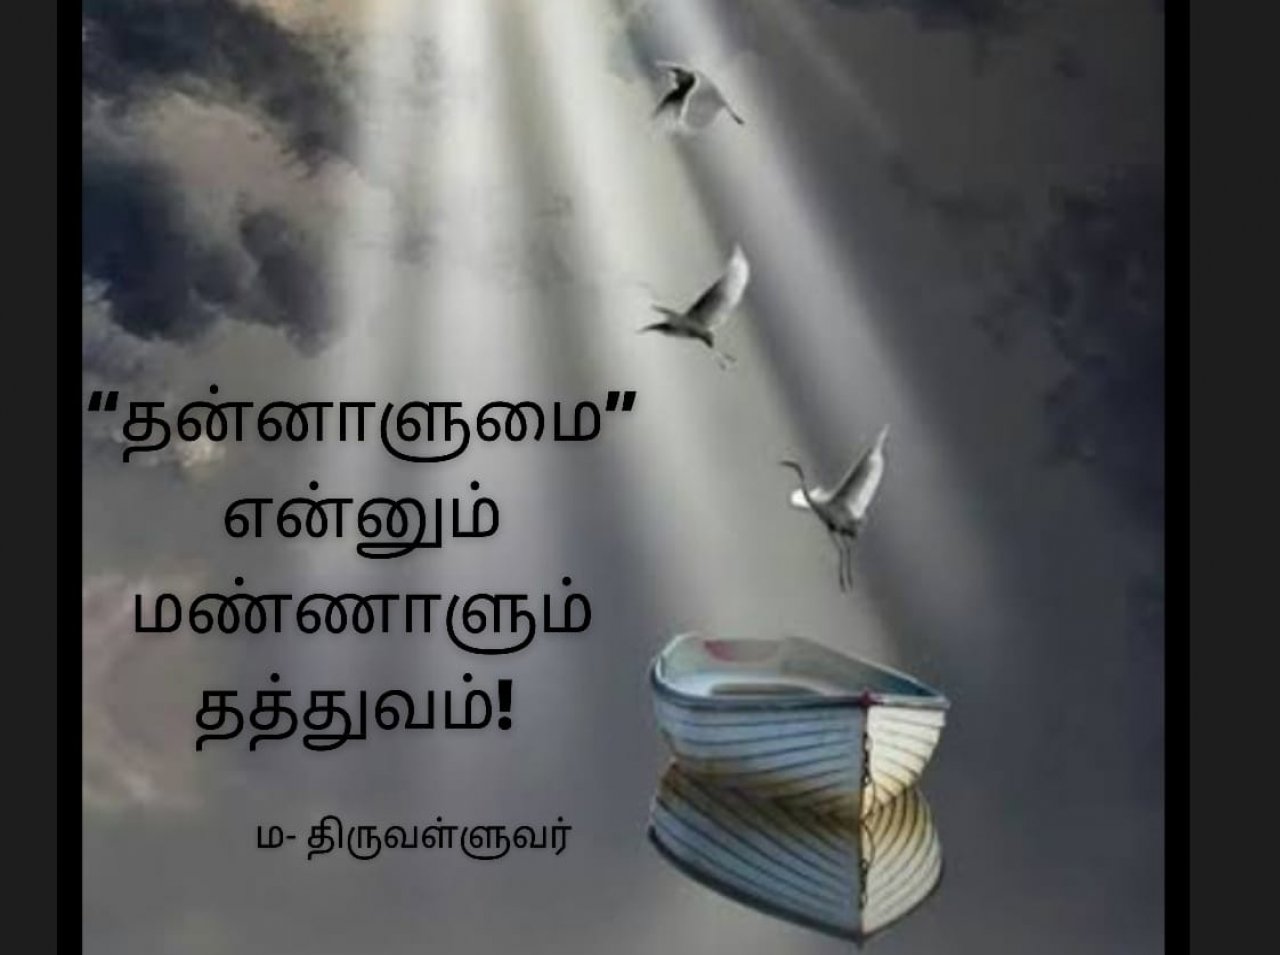 “தன்னாளுமை”
என்னும்
மண்ணாளும்
தத்துவம்!
ம- திருவள்ளுவர்